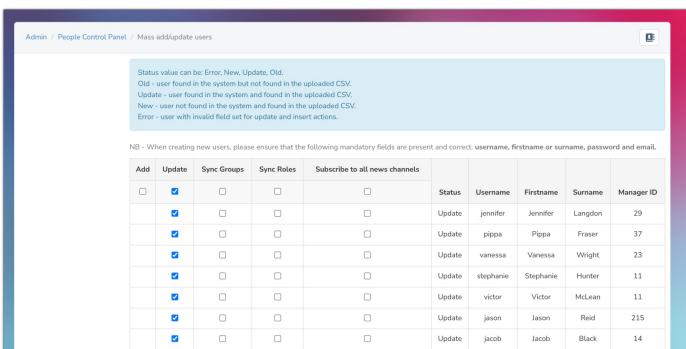 Admin / People Control Panel / Mass add/update users
Status value can be: Error, New, Update, Old.
Old - user found in the system but not found in the uploaded CSV.
Update - user found in the system and found in the uploaded CSV.
New - user not found in the system and found in the uploaded CSV.
Error - user with invalid field set for update and insert actions.
NB - When creating new users, please ensure that the following mandatory fields are present and correct. username, firstname or surname, password and email.
Add Update Sync Groups Sync Roles Subscribe to all news channels
Status Username Firstname Surname Manager ID
Update jennifer Jennifer Langdon 29
Update pippa Pippa Fraser 37
Update vanessa Vanessa Wright 23
Update stephanie Stephanie Hunter 11
Update victor Victor McLean 11
Update jason Jason Reid 215
Update jacob Jacob Black 14